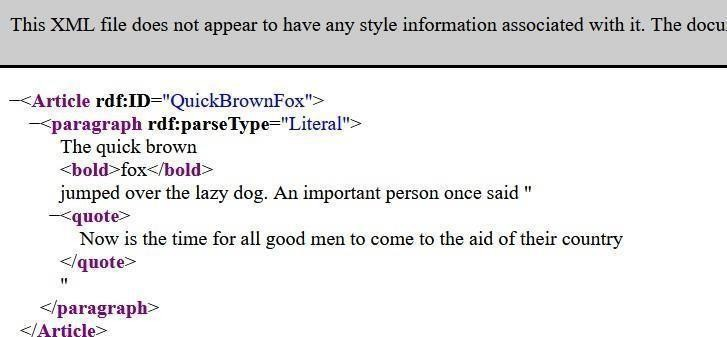 This XML file does not appear to have any style information associated with it. The docu
−<Article rdf:ID="QuickBrownFox">
−<paragraph rdf:parseType="Literal">
The quick brown
<bold>fox</bold>
jumped over the lazy dog. An important person once said "
−<quote>
Now is the time for all good men to come to the aid of their country
</quote>
"
</paragraph>
</Article>